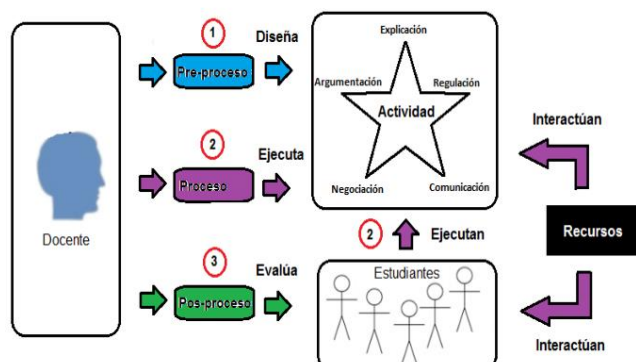 1
Diseña
Pre-proceso
Explicación
Argumentación
Regulación
Actividad
Negociación
Comunicación
Interactúan
2
Ejecuta
Proceso
Docente
2
Ejecutan
Recursos
3
Evalúa
Pos-proceso
Estudiantes
Interactúan